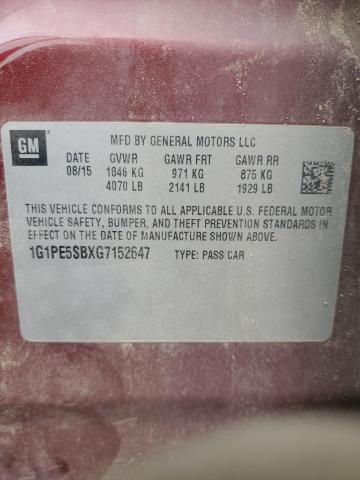 GM
MFD BY GENERAL MOTORS LLC
DATE GVWR GAWR FRT GAWR RR
08/15 1846 KG 971 KG 875 KG
4070 LB 2141 LB 1929 LB
THIS VEHICLE CONFORMS TO ALL APPLICABLE U.S. FEDERAL MOTOR
VEHICLE SAFETY, BUMPER, AND THEFT PREVENTION STANDARDS IN
EFFECT ON THE DATE OF MANUFACTURE SHOWN ABOVE.
1G1PE5SBXG7152647 TYPE: PASS CAR